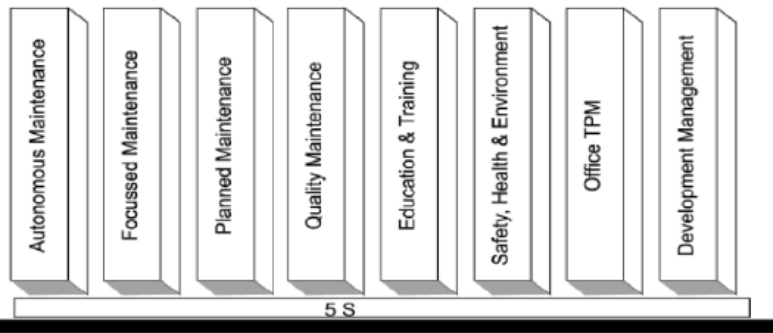 Autonomous Maintenance
Focussed Maintenance
Planned Maintenance
Quality Maintenance
Education & Training
Safety, Health & Environment
Office TPM
Development Management
5 S